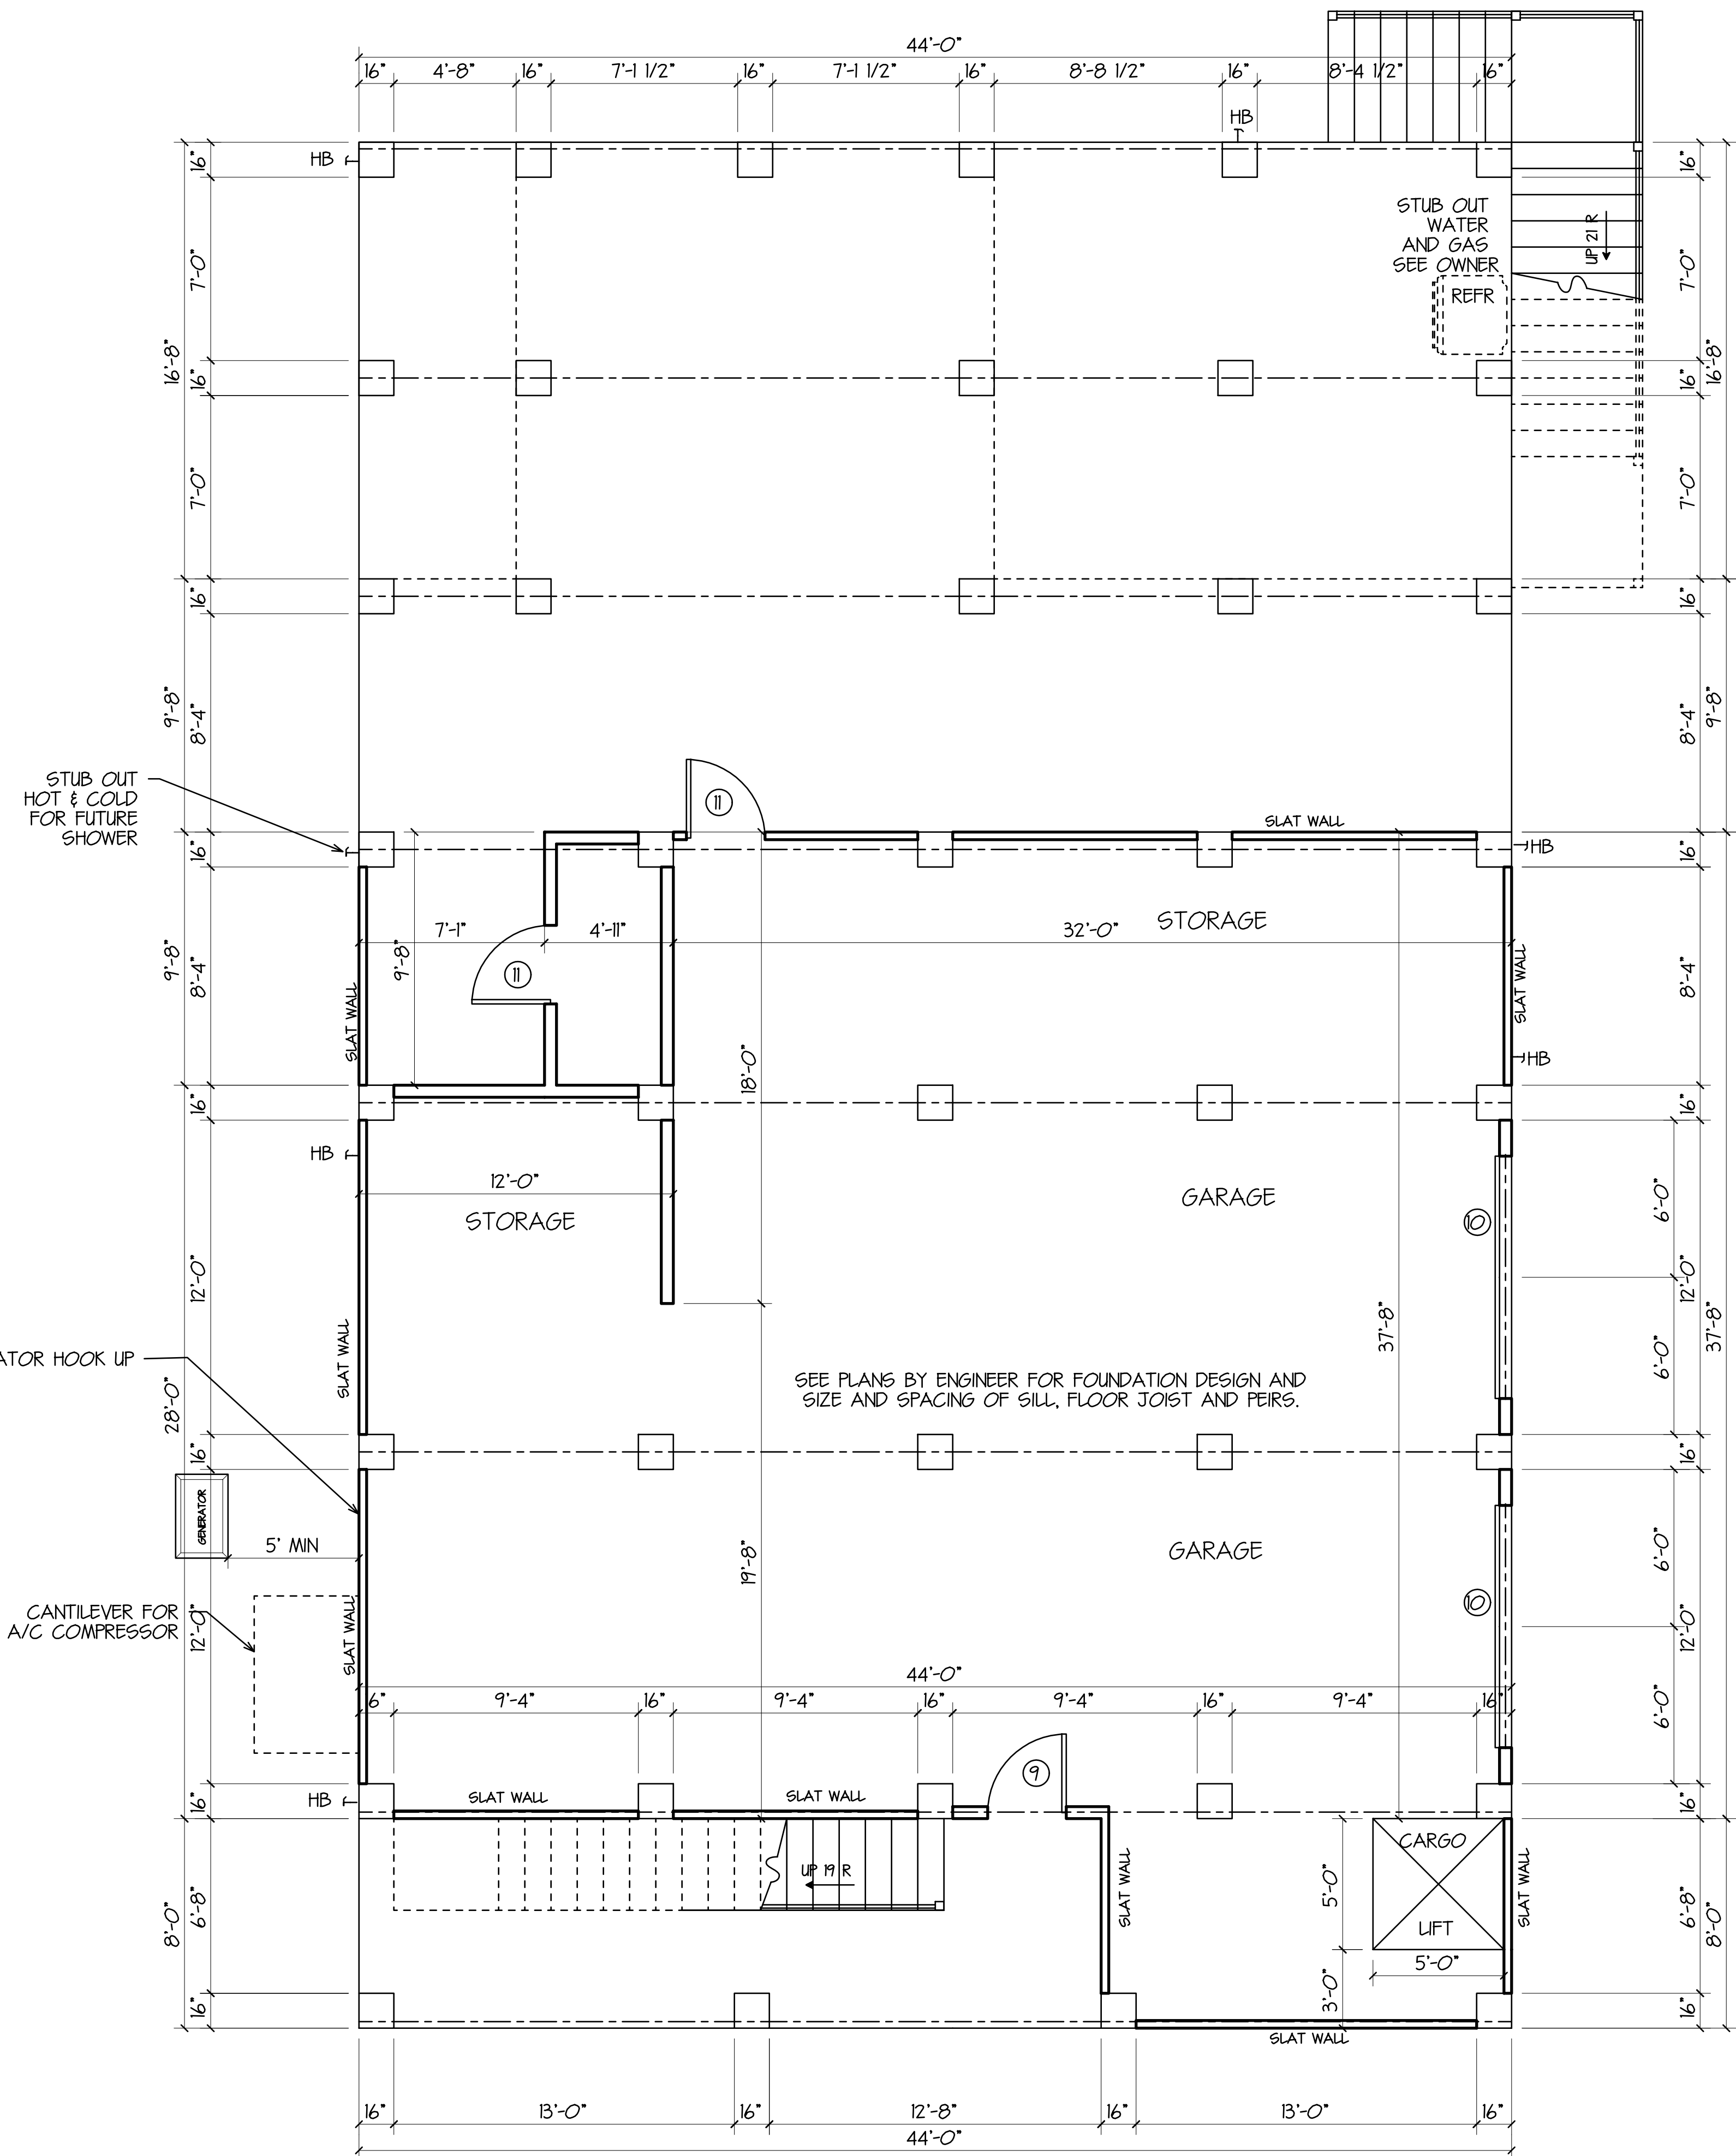 44'-0"
16" 4'-8" 16" 7'-1 1/2" 16" 7'-1 1/2" 16" 8'-8 1/2" 16" 8'-4 1/2" 16"
HB
HB
16"
7'-0"
16"
16'-8"
7'-0"
16"
STUB OUT
WATER
AND GAS
SEE OWNER
REFR
UP 21 R
16"
7'-0"
16"
16'-8"
7'-0"
16"
9'-8"
8'-4"
8'-4"
9'-8"
STUB OUT
HOT & COLD
FOR FUTURE
SHOWER
11
SLAT WALL
16"
HB
16"
7'-1"
4'-11"
32'-0"
STORAGE
9'-8"
11
9'-8"
8'-4"
SLAT WALL
18'-0"
SLAT WALL
HB
8'-4"
16"
16"
HB
12'-0"
STORAGE
GARAGE
10
6'-0"
12'-0"
12'-0"
6'-0"
37'-8"
37'-8"
SLAT WALL
ATOR HOOK UP
28'-0"
SEE PLANS BY ENGINEER FOR FOUNDATION DESIGN AND
SIZE AND SPACING OF SILL, FLOOR JOIST AND PEIRS.
16"
16"
GENERATOR
5' MIN
19'-8"
GARAGE
6'-0"
10
CANTILEVER FOR
A/C COMPRESSOR
12'-0"
SLAT WALL
12'-0"
6'-0"
44'-0"
6" 9'-4" 16" 9'-4" 16" 9'-4" 16" 9'-4" 16"
9
HB
16"
SLAT WALL
SLAT WALL
16"
UP 19 R
SLAT WALL
CARGO
LIFT
5'-0"
5'-0"
3'-0"
SLAT WALL
8'-0"
6'-8"
6'-8"
8'-0"
16"
16"
SLAT WALL
16" 13'-0" 16" 12'-8" 16" 13'-0" 16"
44'-0"